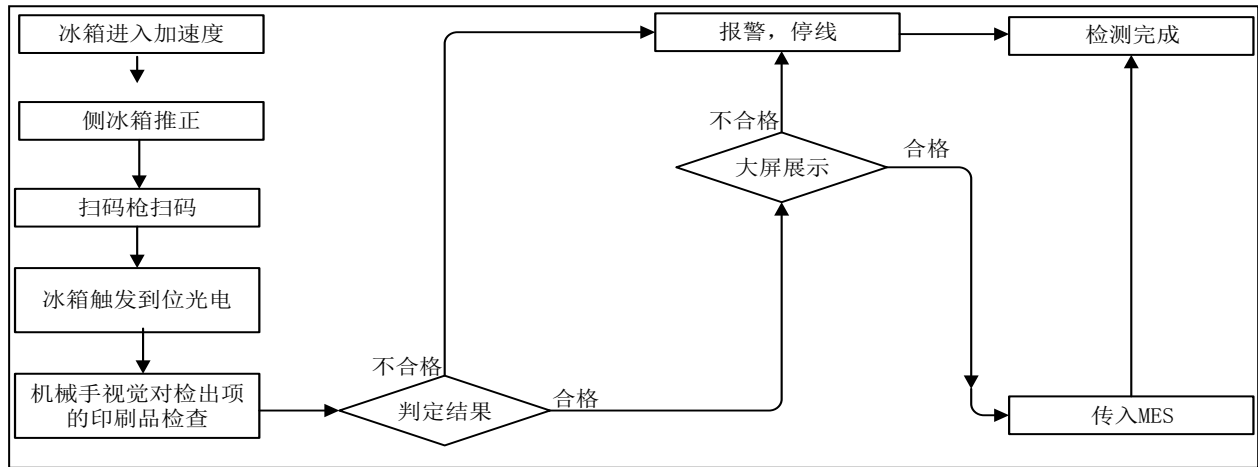 冰箱进入加速度
侧冰箱推正
扫码枪扫码
冰箱触发到位光电
机械手视觉对检出项
的印刷品检查
不合格
判定结果
合格
报警，停线
不合格
大屏展示
合格
检测完成
传入MES